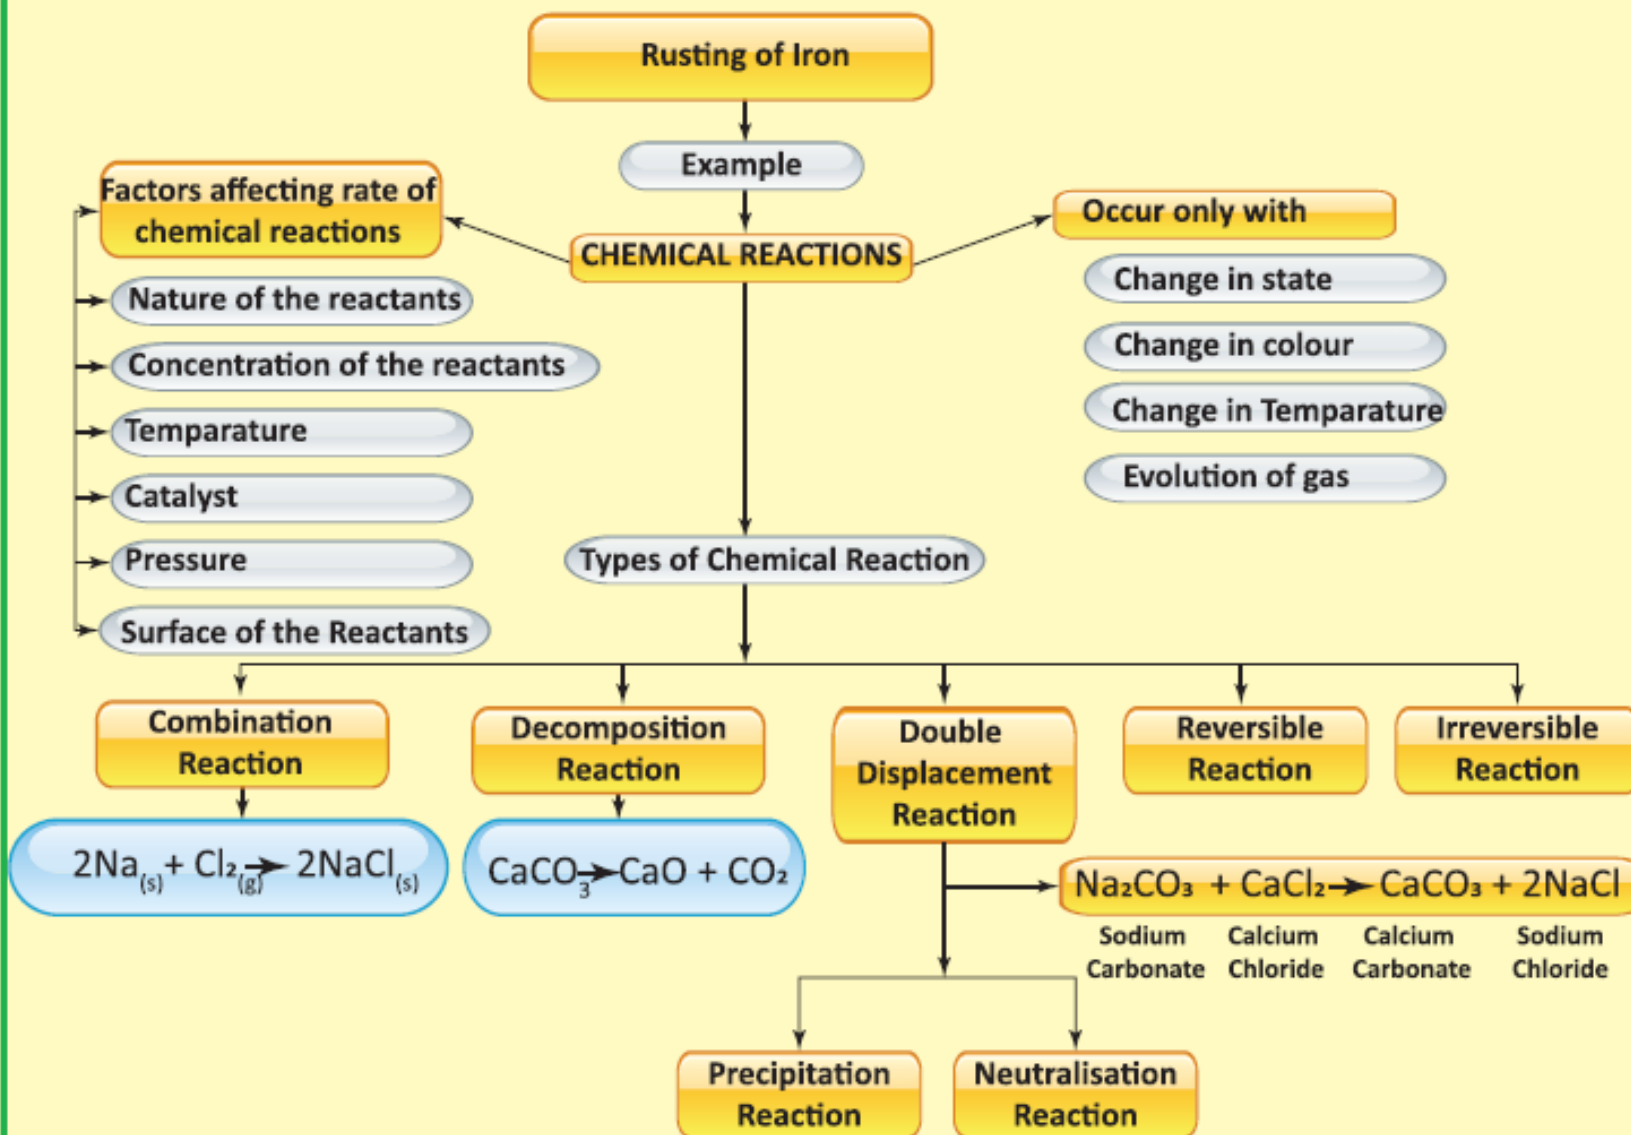 Rusting of Iron
Example
CHEMICAL REACTIONS
Factors affecting rate of
chemical reactions
Nature of the reactants
Concentration of the reactants
Temparature
Catalyst
Pressure
Surface of the Reactants
Occur only with
Change in state
Change in colour
Change in Temparature
Evolution of gas
Types of Chemical Reaction
Combination
Reaction
2Na(s) + Cl₂(g) → 2NaCl(s)
Decomposition
Reaction
CaCO₃ → CaO + CO₂
Double
Displacement
Reaction
Na₂CO₃ + CaCl₂ → CaCO₃ + 2NaCl
Sodium Calcium Calcium Sodium
Carbonate Chloride Carbonate Chloride
Reversible
Reaction
Irreversible
Reaction
Precipitation
Reaction
Neutralisation
Reaction